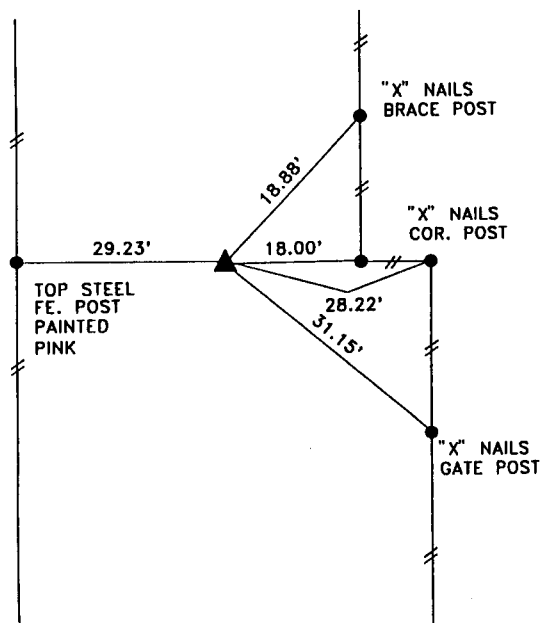 "X" NAILS
BRACE POST
18.88'
"X" NAILS
COR. POST
29.23'
18.00'
TOP STEEL
FE. POST
PAINTED
PINK
28.22'
31.15'
"X" NAILS
GATE POST